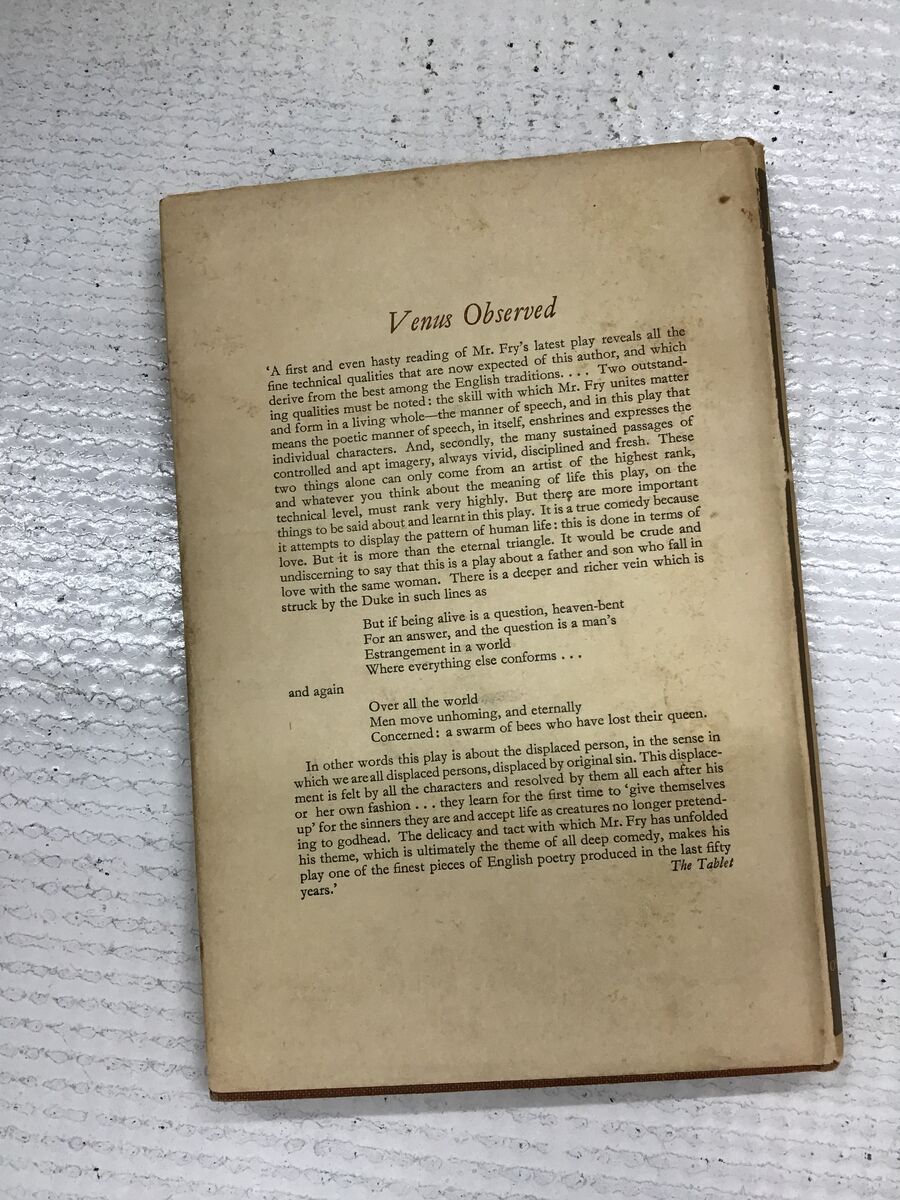 Venus Observed
'A first and even hasty reading of Mr. Fry's latest play reveals all the
fine technical qualities that are now expected of this author, and which
derive from the best among the English traditions. . . . Two outstand-
ing qualities must be noted: the skill with which Mr. Fry unites matter
and form in a living whole—the manner of speech, and in this play that
means the poetic manner of speech, in itself, enshrines and expresses the
individual characters. And, secondly, the many sustained passages of
controlled and apt imagery, always vivid, disciplined and fresh. These
two things alone can only come from an artist of the highest rank,
and whatever you think about the meaning of life this play, on the
technical level, must rank very highly. But there are more important
things to be said about and learnt in this play. It is a true comedy because
it attempts to display the pattern of human life: this is done in terms of
love. But it is more than the eternal triangle. It would be crude and
undiscerning to say that this is a play about a father and son who fall in
love with the same woman. There is a deeper and richer vein which is
struck by the Duke in such lines as
But if being alive is a question, heaven-bent
For an answer, and the question is a man's
Estrangement in a world
Where everything else conforms . . .
and again
Over all the world
Men move unhoming, and eternally
Concerned: a swarm of bees who have lost their queen.
In other words this play is about the displaced person, in the sense in
which we are all displaced persons, displaced by original sin. This displace-
ment is felt by all the characters and resolved by them all each after his
or her own fashion . . . they learn for the first time to 'give themselves
up' for the sinners they are and accept life as creatures no longer pretend-
ing to godhead. The delicacy and tact with which Mr. Fry has unfolded
his theme, which is ultimately the theme of all deep comedy, makes his
play one of the finest pieces of English poetry produced in the last fifty
years.'
The Tablet